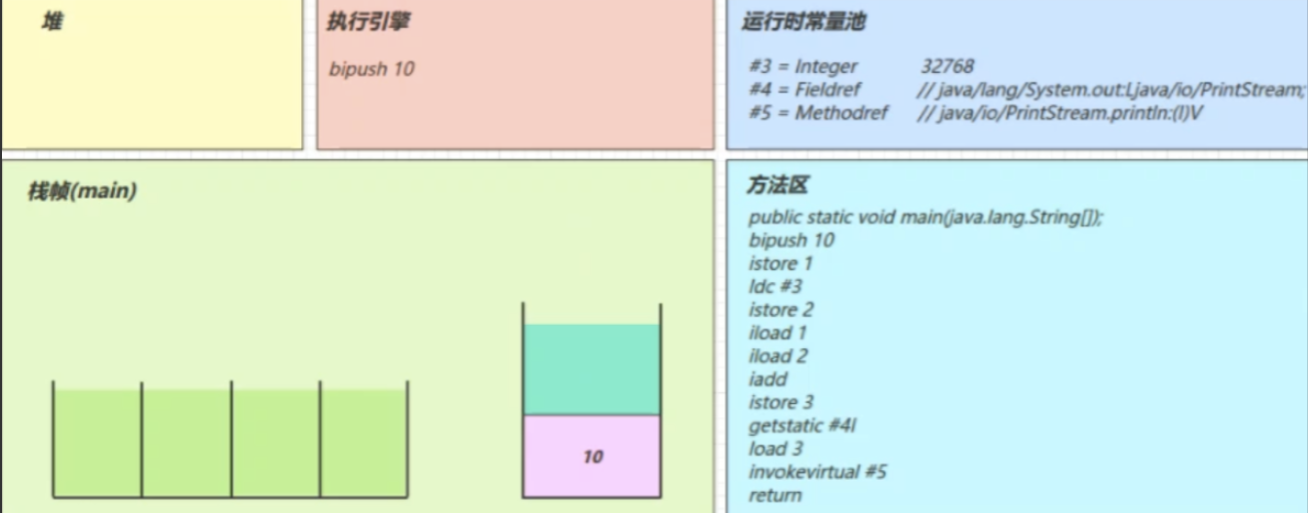 堆
执行引擎
bipush 10
运行时常量池
#3 = Integer 32768
#4 = Fieldref // java/lang/System.out:Ljava/io/PrintStream;
#5 = Methodref // java/io/PrintStream.println:(I)V
栈帧(main)
10
方法区
public static void main(java.lang.String[]);
bipush 10
istore 1
ldc #3
istore 2
iload 1
iload 2
iadd
istore 3
getstatic #4l
load 3
invokevirtual #5
return